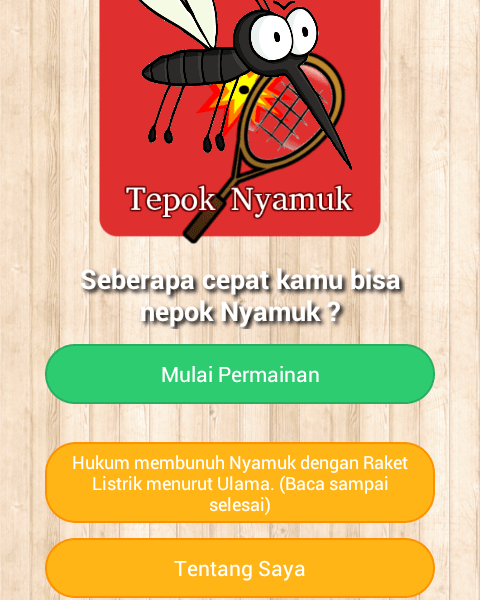 Tepok Nyamuk
Seberapa cepat kamu bisa
nepok Nyamuk ?
Mulai Permainan
Hukum membunuh Nyamuk dengan Raket
Listrik menurut Ulama. (Baca sampai
selesai)
Tentang Saya